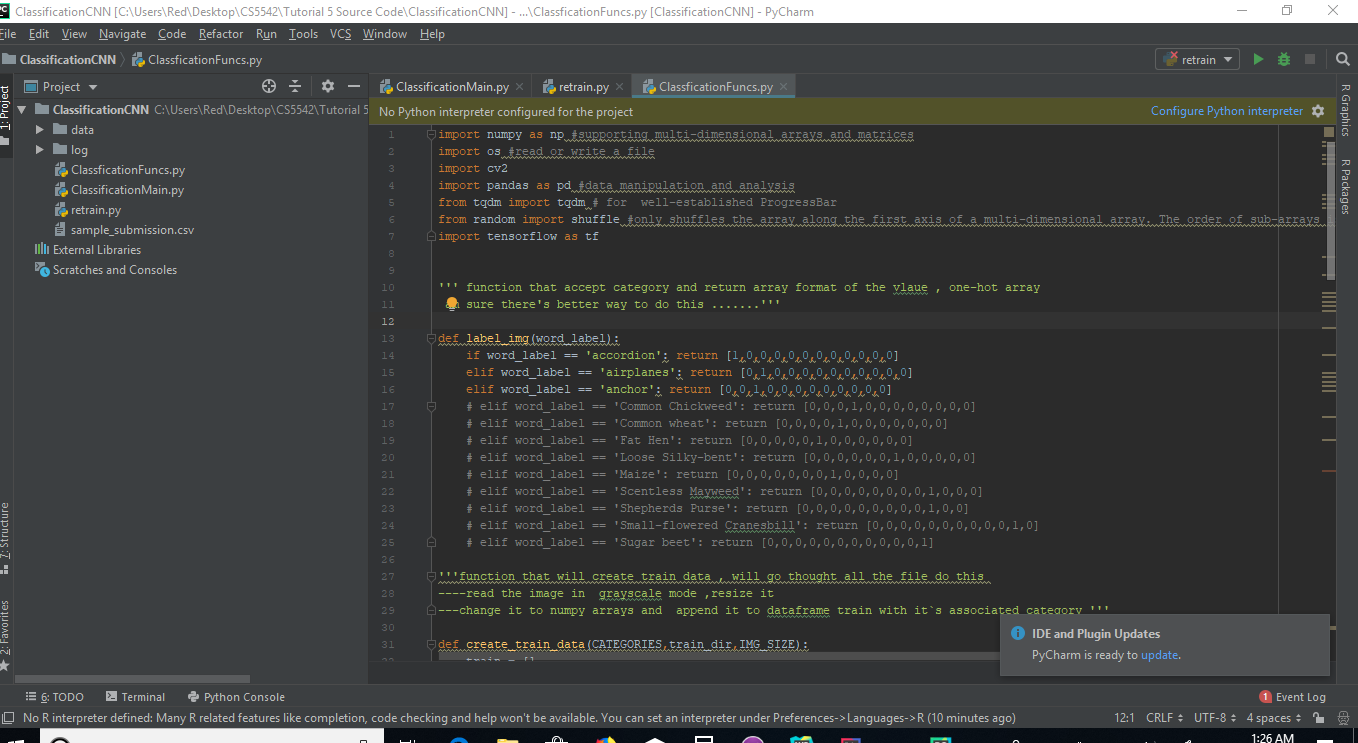 ClassificationCNN [C:\Users\Red\Desktop\CS5542\Tutorial 5 Source Code\ClassificationCNN] - ...\ClassficationFuncs.py [ClassificationCNN] - PyCharm
File Edit View Navigate Code Refactor Run Tools VCS Window Help
ClassificationCNN ClassficationFuncs.py retrain
Project ClassificationMain.py retrain.py ClassficationFuncs.py
1: Project
7: Structure
2: Favorites
R Graphics
R Packages
ClassificationCNN C:\Users\Red\Desktop\CS5542\Tutorial 5
data
log
ClassficationFuncs.py
ClassificationMain.py
retrain.py
sample_submission.csv
External Libraries
Scratches and Consoles
No Python interpreter configured for the project Configure Python interpreter
1 import numpy as np #supporting multi-dimensional arrays and matrices
2 import os #read or write a file
3 import cv2
4 import pandas as pd #data manipulation and analysis
5 from tqdm import tqdm # for  well-established ProgressBar
6 from random import shuffle #only shuffles the array along the first axis of a multi-dimensional array. The order of sub-arrays
7 import tensorflow as tf
8
9
10 ''' function that accept category and return array format of the vlaue , one-hot array
11 sure there's better way to do this .......'''
12
13 def label_img(word_label):
14 if word_label == 'accordion': return [1,0,0,0,0,0,0,0,0,0,0,0]
15 elif word_label == 'airplanes': return [0,1,0,0,0,0,0,0,0,0,0,0]
16 elif word_label == 'anchor': return [0,0,1,0,0,0,0,0,0,0,0,0]
17 # elif word_label == 'Common Chickweed': return [0,0,0,1,0,0,0,0,0,0,0,0]
18 # elif word_label == 'Common wheat': return [0,0,0,0,1,0,0,0,0,0,0,0]
19 # elif word_label == 'Fat Hen': return [0,0,0,0,0,1,0,0,0,0,0,0]
20 # elif word_label == 'Loose Silky-bent': return [0,0,0,0,0,0,1,0,0,0,0,0]
21 # elif word_label == 'Maize': return [0,0,0,0,0,0,0,1,0,0,0,0]
22 # elif word_label == 'Scentless Mayweed': return [0,0,0,0,0,0,0,0,1,0,0,0]
23 # elif word_label == 'Shepherds Purse': return [0,0,0,0,0,0,0,0,0,1,0,0]
24 # elif word_label == 'Small-flowered Cranesbill': return [0,0,0,0,0,0,0,0,0,0,1,0]
25 # elif word_label == 'Sugar beet': return [0,0,0,0,0,0,0,0,0,0,0,1]
26
27 '''function that will create train data , will go thought all the file do this
28 ----read the image in  grayscale mode ,resize it
29 ---change it to numpy arrays and  append it to dataframe train with it`s associated category '''
30
31 def create_train_data(CATEGORIES,train_dir,IMG_SIZE):
32 train = []
IDE and Plugin Updates
PyCharm is ready to update.
6: TODO Terminal Python Console 1 Event Log
No R interpreter defined: Many R related features like completion, code checking and help won't be available. You can set an interpreter under Preferences->Languages->R (10 minutes ago) 12:1 CRLF UTF-8 4 spaces
1:26 AM